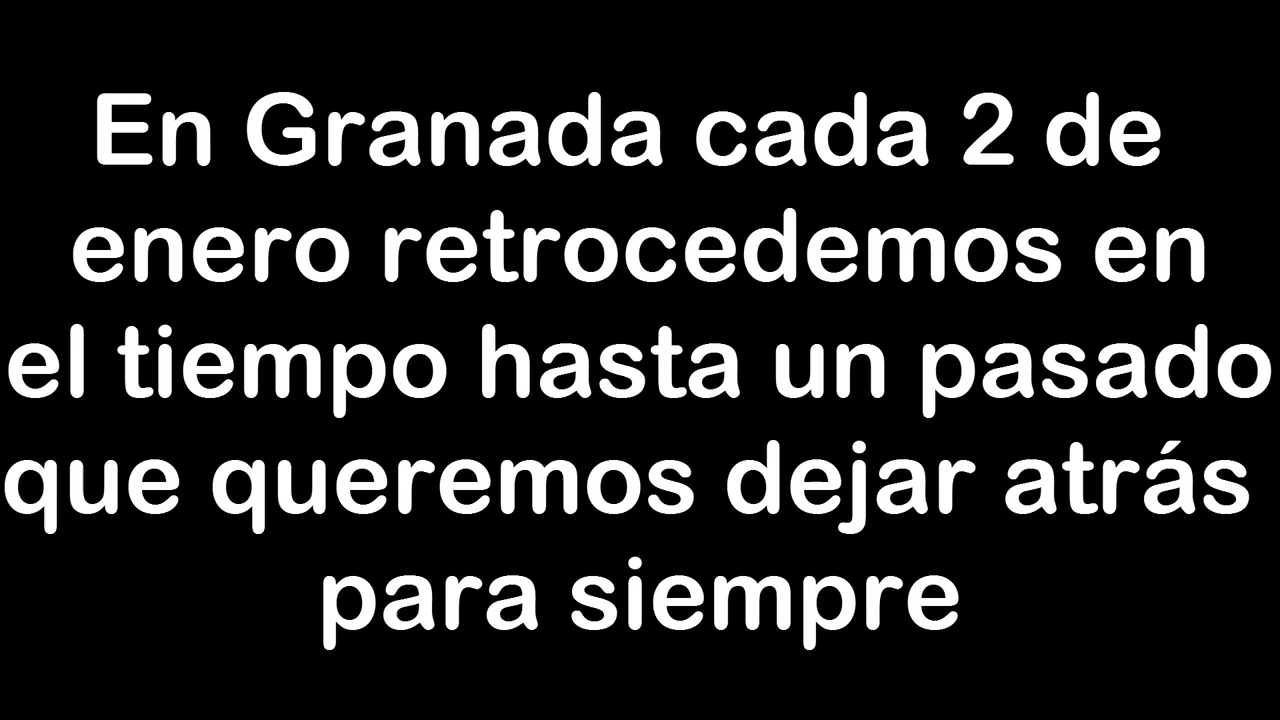 En Granada cada 2 de
enero retrocedemos en
el tiempo hasta un pasado
que queremos dejar atrás
para siempre